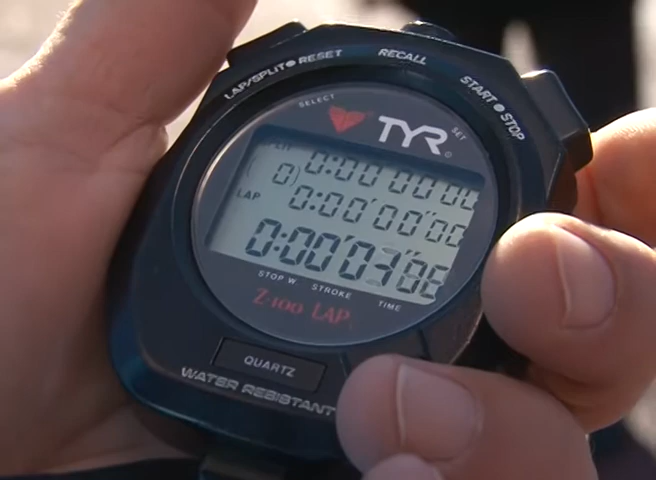 LAP/SPLIT●RESET
RECALL
START●STOP
SELECT
TYR
SET
0:00'00"00
0)
LAP
0:00'00"00
0:00'03"
STOP W. STROKE TIME
Z-100 LAP
QUARTZ
WATER RESISTANT